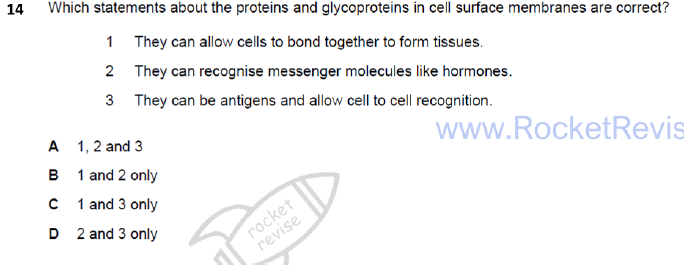 14 Which statements about the proteins and glycoproteins in cell surface membranes are correct?
1 They can allow cells to bond together to form tissues.
2 They can recognise messenger molecules like hormones.
3 They can be antigens and allow cell to cell recognition.
www.RocketRevis
A 1, 2 and 3
B 1 and 2 only
C 1 and 3 only
D 2 and 3 only
rocket
revise